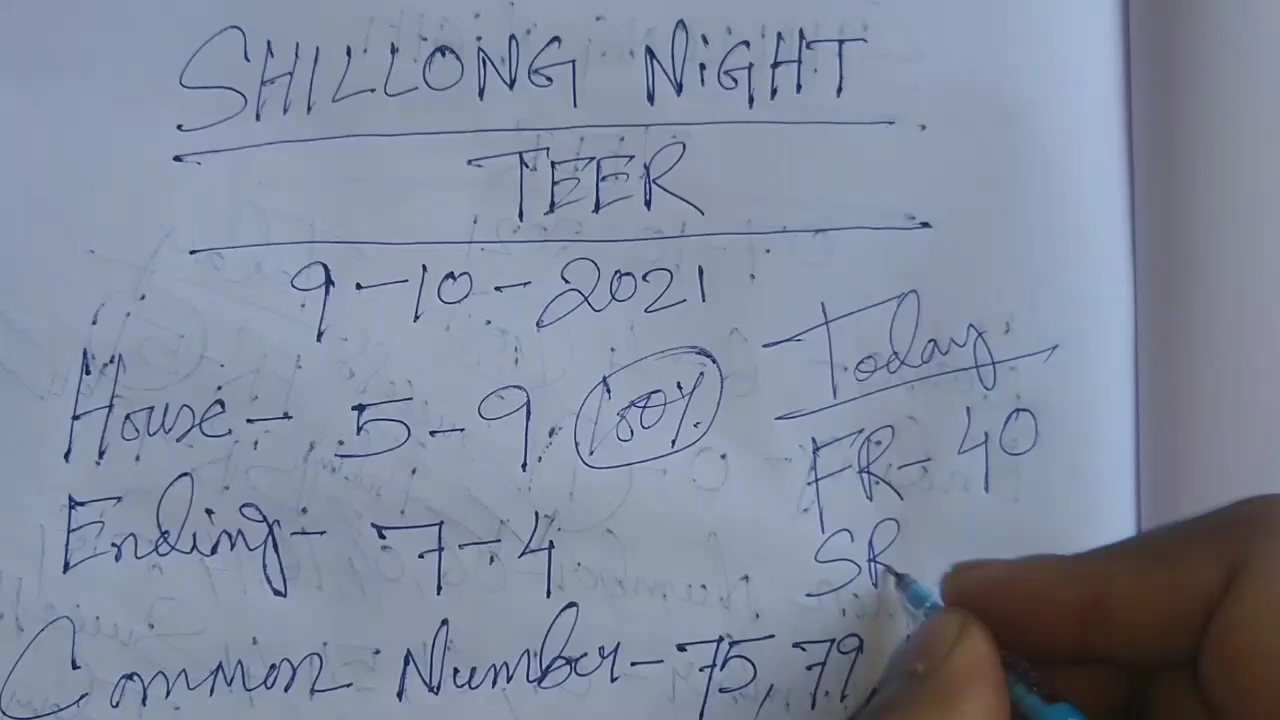 SHILLONG NiGHT
TEER
9-10-2021
House- 5-9 100%
Ending- 7-4
Common Number-75,79,
Today
FR-40
SR